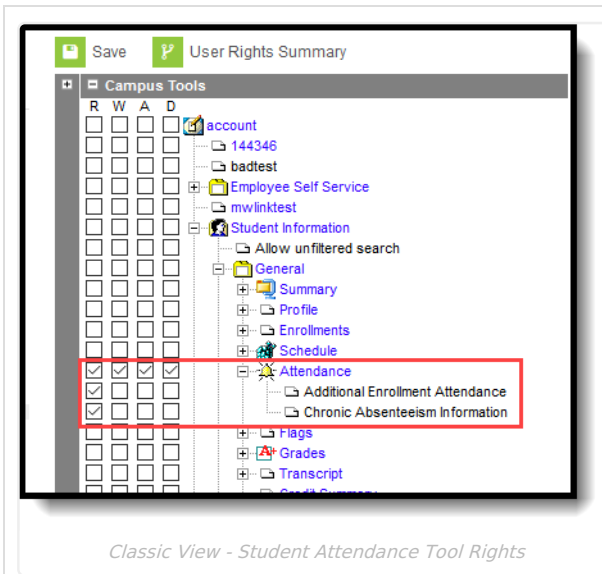 Save User Rights Summary
Campus Tools
R W A D
account
144346
badtest
Employee Self Service
mwlinktest
Student Information
Allow unfiltered search
General
Summary
Profile
Enrollments
Schedule
Attendance
Additional Enrollment Attendance
Chronic Absenteeism Information
Flags
A+ Grades
Transcript
Credit Summary
Classic View - Student Attendance Tool Rights